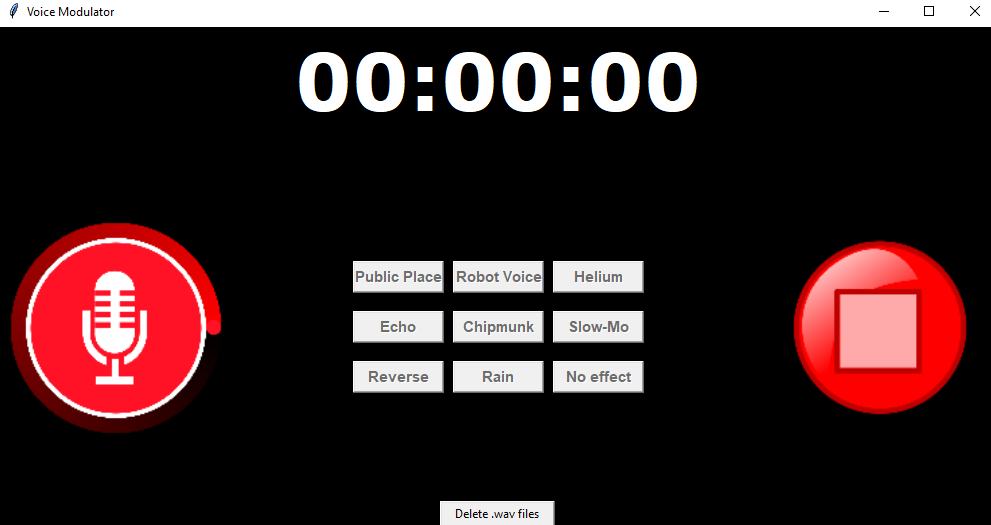 Voice Modulator
00:00:00
Public Place Robot Voice Helium
Echo Chipmunk Slow-Mo
Reverse Rain No effect
Delete .wav files